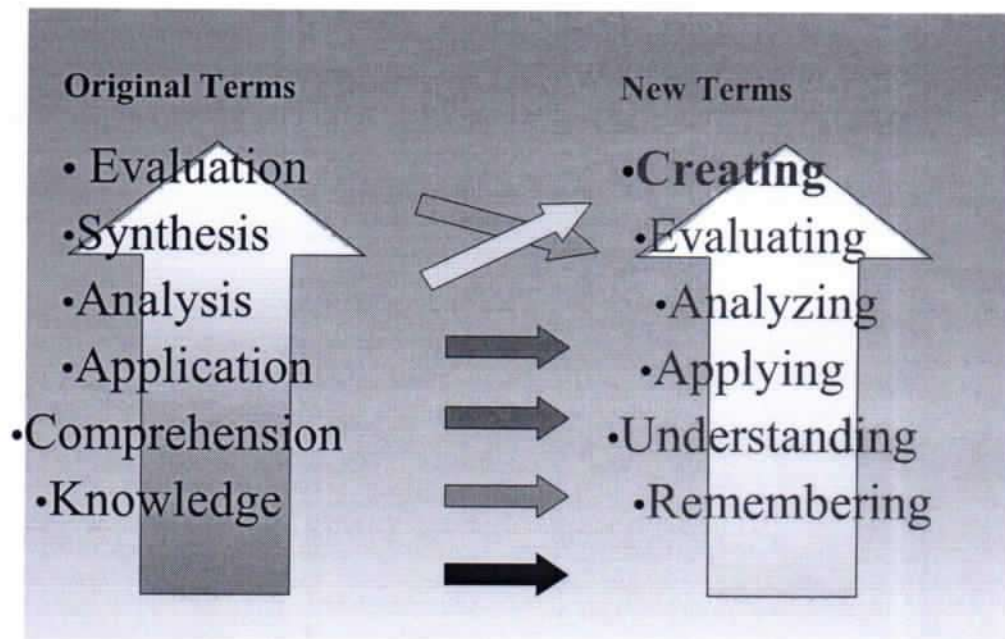 Original Terms
• Evaluation
•Synthesis
•Analysis
•Application
•Comprehension
•Knowledge
New Terms
•Creating
•Evaluating
•Analyzing
•Applying
•Understanding
•Remembering